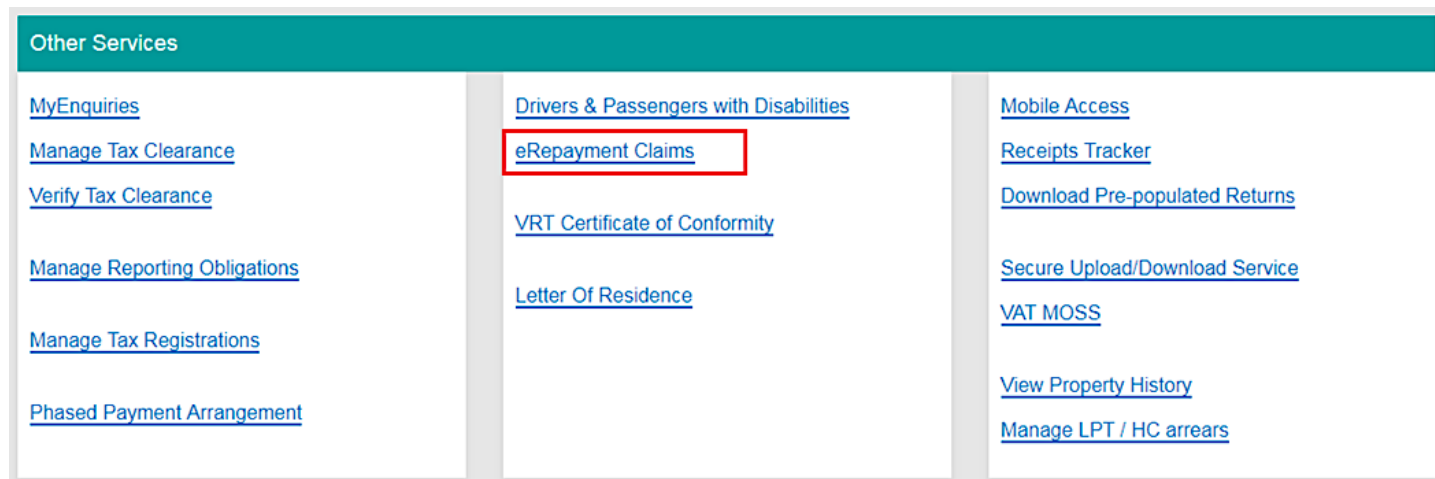 Other Services
MyEnquiries
Manage Tax Clearance
Verify Tax Clearance
Manage Reporting Obligations
Manage Tax Registrations
Phased Payment Arrangement
Drivers & Passengers with Disabilities
eRepayment Claims
VRT Certificate of Conformity
Letter Of Residence
Mobile Access
Receipts Tracker
Download Pre-populated Returns
Secure Upload/Download Service
VAT MOSS
View Property History
Manage LPT / HC arrears